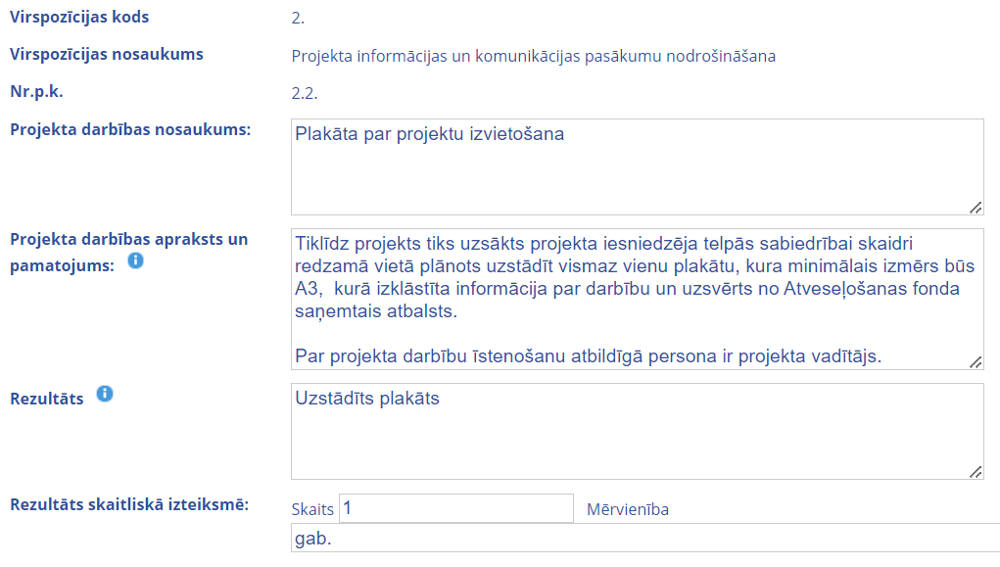 Virspozīcijas kods 2.
Virspozīcijas nosaukums Projekta informācijas un komunikācijas pasākumu nodrošināšana
Nr.p.k. 2.2.
Projekta darbības nosaukums: Plakāta par projektu izvietošana
Projekta darbības apraksts un pamatojums:
Tiklīdz projekts tiks uzsākts projekta iesniedzēja telpās sabiedrībai skaidri
redzamā vietā plānots uzstādīt vismaz vienu plakātu, kura minimālais izmērs būs
A3,  kurā izklāstīta informācija par darbību un uzsvērts no Atveseļošanas fonda
saņemtais atbalsts.
Par projekta darbību īstenošanu atbildīgā persona ir projekta vadītājs.
Rezultāts Uzstādīts plakāts
Rezultāts skaitliskā izteiksmē: Skaits 1 Mērvienība
gab.